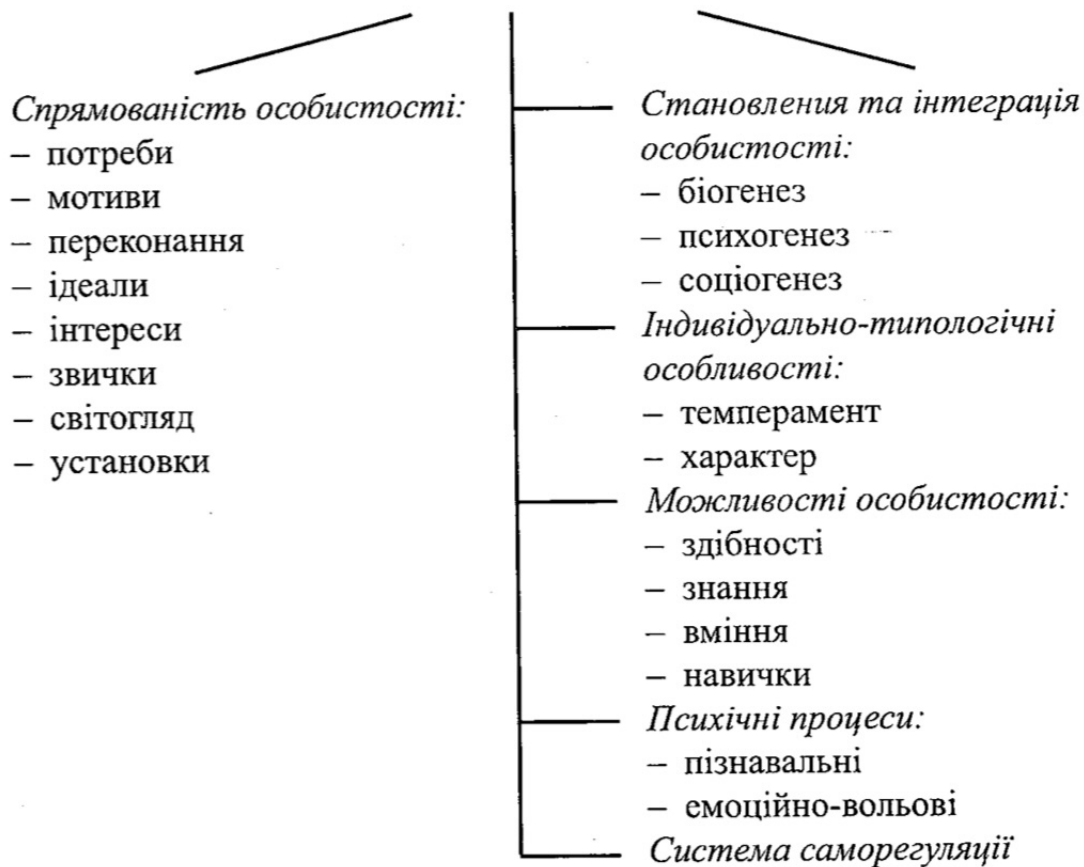 Спрямованість особистості:
– потреби
– мотиви
– переконання
– ідеали
– інтереси
– звички
– світогляд
– установки
Становления та інтеграція
особистості:
– біогенез
– психогенез
– соціогенез
Індивідуально-типологічні
особливості:
– темперамент
– характер
Можливості особистості:
– здібності
– знання
– вміння
– навички
Психічні процеси:
– пізнавальні
– емоційно-вольові
Система саморегуляції